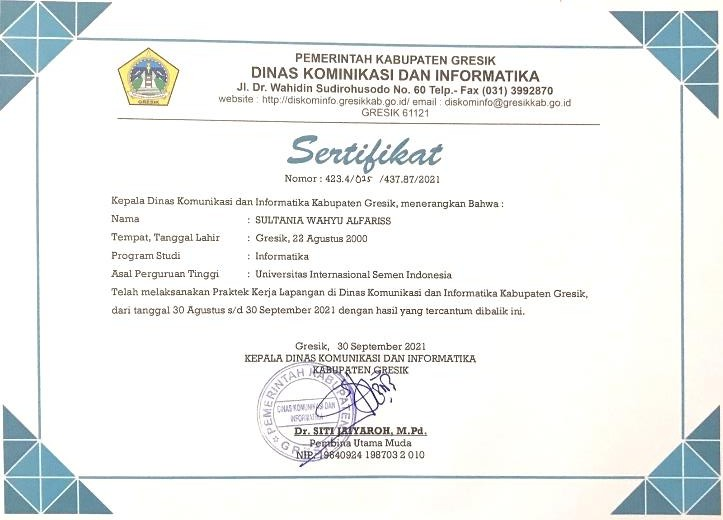 PEMERINTAH KABUPATEN GRESIK
DINAS KOMINIKASI DAN INFORMATIKA
Jl. Dr. Wahidin Sudirohusodo No. 60 Telp.- Fax (031) 3992870
website : http://diskominfo.gresikkab.go.id/ email : diskominfo@gresikkab.go.id
GRESIK 61121
GRESIK
Sertifikat
Nomor : 423.4/025 /437.87/2021
Kepala Dinas Komunikasi dan Informatika Kabupaten Gresik, menerangkan Bahwa :
Nama : SULTANIA WAHYU ALFARISS
Tempat, Tanggal Lahir : Gresik, 22 Agustus 2000
Program Studi : Informatika
Asal Perguruan Tinggi : Universitas Internasional Semen Indonesia
Telah melaksanakan Praktek Kerja Lapangan di Dinas Komunikasi dan Informatika Kabupaten Gresik,
dari tanggal 30 Agustus s/d 30 September 2021 dengan hasil yang tercantum dibalik ini.
Gresik, 30 September 2021
KEPALA DINAS KOMUNIKASI DAN INFORMATIKA
KABUPATEN GRESIK
PEMERINTAH KABUPATEN
DINAS KOMUNIKASI DAN
INFORMATIKA
GRESIK
Dr. SITI JAIYAROH, M.Pd.
Pembina Utama Muda
NIP. 19640924 198703 2 010